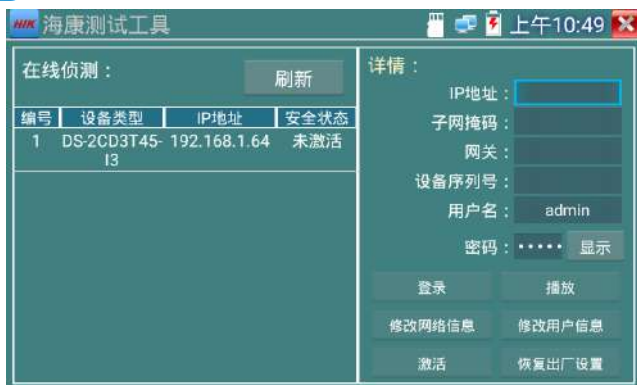 HIK 海康测试工具
上午10:49
在线侦测：
刷新
编号 设备类型 IP地址 安全状态
1 DS-2CD3T45-I3 192.168.1.64 未激活
详情：
IP地址：
子网掩码：
网关：
设备序列号：
用户名： admin
密码： ····· 显示
登录 播放
修改网络信息 修改用户信息
激活 恢复出厂设置